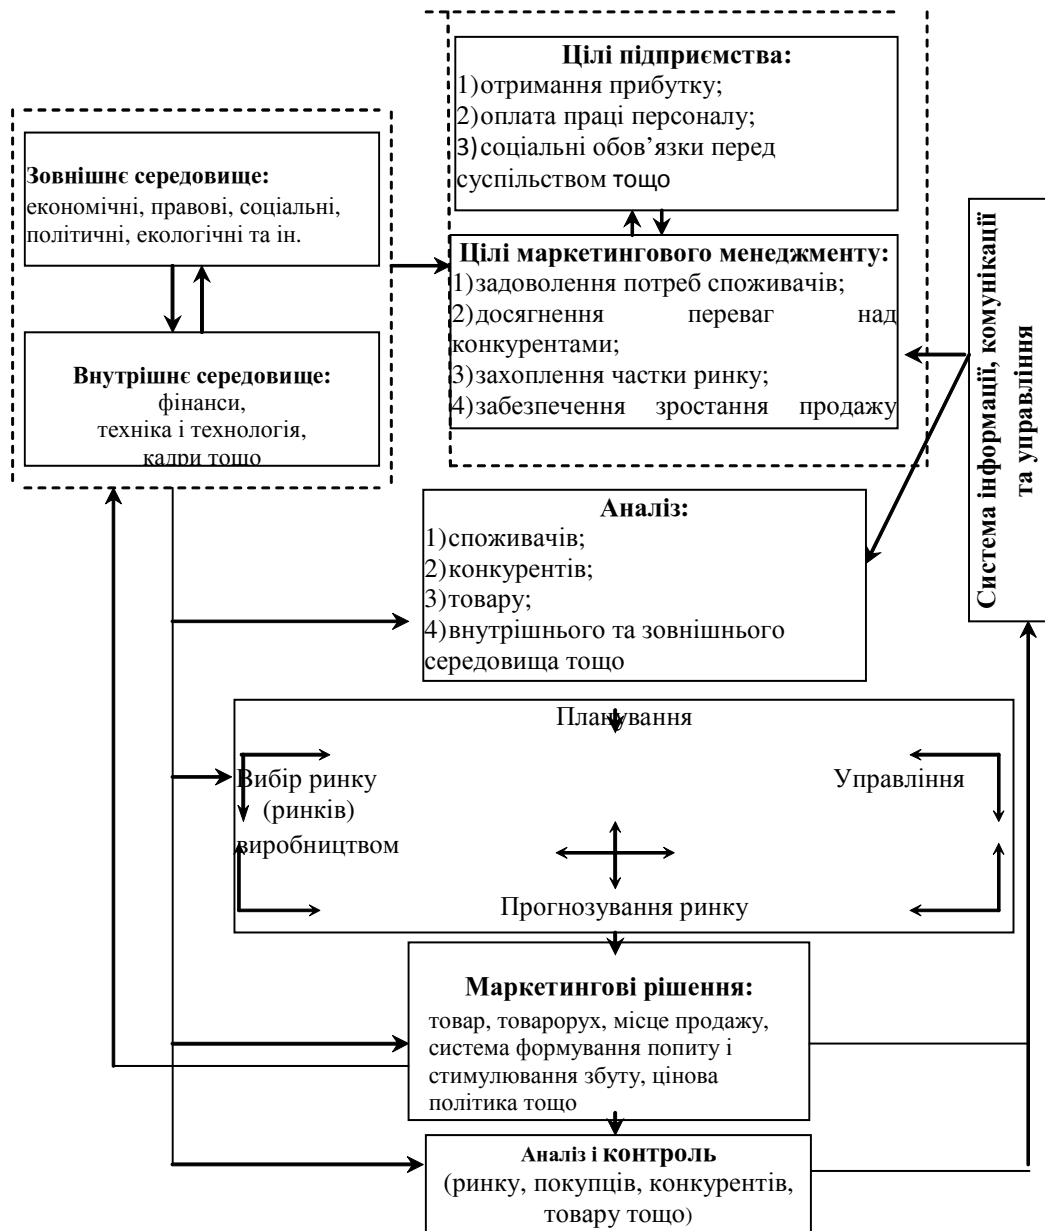 Цілі підприємства:
1)отримання прибутку;
2)оплата праці персоналу;
3)соціальні обов’язки перед
суспільством тощо
Зовнішнє середовище:
економічні, правові, соціальні,
політичні, екологічні та ін.
Цілі маркетингового менеджменту:
1)задоволення потреб споживачів;
2)досягнення переваг над
конкурентами;
3)захоплення частки ринку;
4)забезпечення зростання продажу
Внутрішнє середовище:
фінанси,
техніка і технологія,
кадри тощо
Система інформації, комунікації
та управління
Аналіз:
1)споживачів;
2)конкурентів;
3)товару;
4)внутрішнього та зовнішнього
середовища тощо
Планування
Вибір ринку Управління
(ринків)
виробництвом
Прогнозування ринку
Маркетингові рішення:
товар, товарорух, місце продажу,
система формування попиту і
стимулювання збуту, цінова
політика тощо
Аналіз і контроль
(ринку, покупців, конкурентів,
товару тощо)